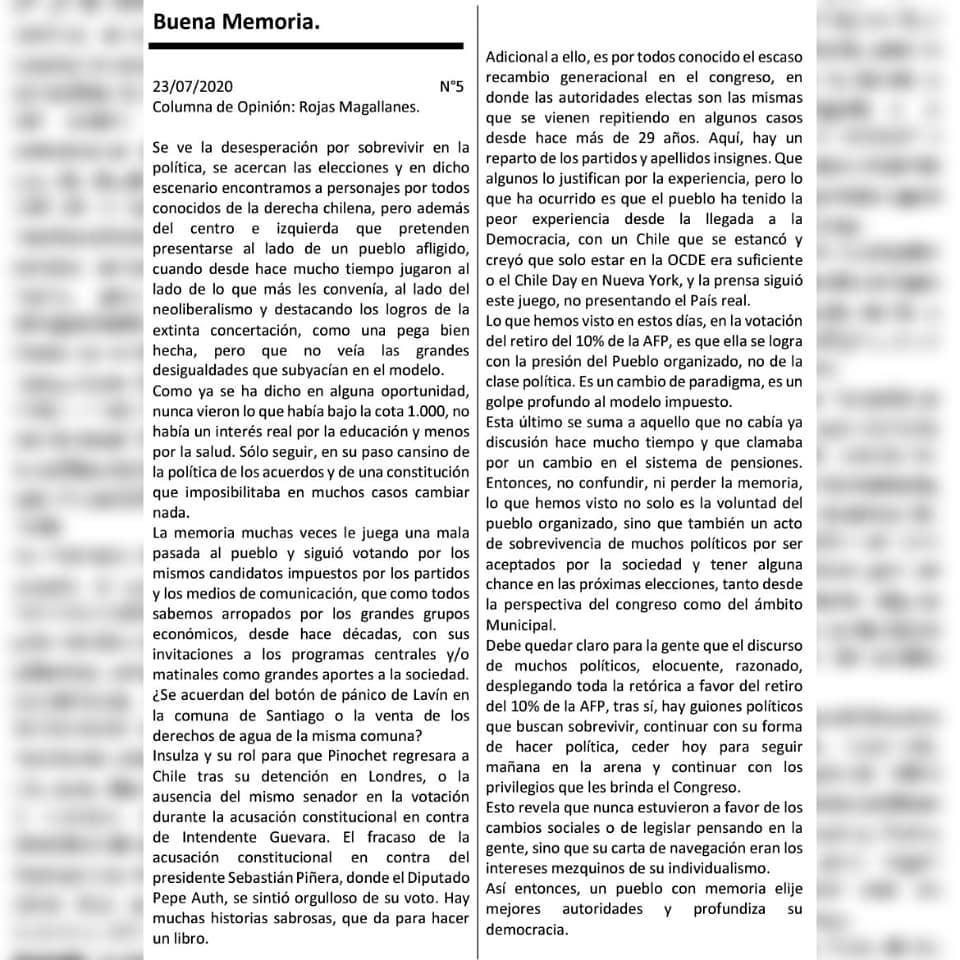 Buena Memoria.
23/07/2020 N°5
Columna de Opinión: Rojas Magallanes.
Se ve la desesperación por sobrevivir en la
política, se acercan las elecciones y en dicho
escenario encontramos a personajes por todos
conocidos de la derecha chilena, pero además
del centro e izquierda que pretenden
presentarse al lado de un pueblo afligido,
cuando desde hace mucho tiempo jugaron al
lado de lo que más les convenía, al lado del
neoliberalismo y destacando los logros de la
extinta concertación, como una pega bien
hecha, pero que no veía las grandes
desigualdades que subyacían en el modelo.
Como ya se ha dicho en alguna oportunidad,
nunca vieron lo que había bajo la cota 1.000, no
había un interés real por la educación y menos
por la salud. Sólo seguir, en su paso cansino de
la política de los acuerdos y de una constitución
que imposibilitaba en muchos casos cambiar
nada.
La memoria muchas veces le juega una mala
pasada al pueblo y siguió votando por los
mismos candidatos impuestos por los partidos
y los medios de comunicación, que como todos
sabemos arropados por los grandes grupos
económicos, desde hace décadas, con sus
invitaciones a los programas centrales y/o
matinales como grandes aportes a la sociedad.
¿Se acuerdan del botón de pánico de Lavín en
la comuna de Santiago o la venta de los
derechos de agua de la misma comuna?
Insulza y su rol para que Pinochet regresara a
Chile tras su detención en Londres, o la
ausencia del mismo senador en la votación
durante la acusación constitucional en contra
de Intendente Guevara. El fracaso de la
acusación constitucional en contra del
presidente Sebastián Piñera, donde el Diputado
Pepe Auth, se sintió orgulloso de su voto. Hay
muchas historias sabrosas, que da para hacer
un libro.
Adicional a ello, es por todos conocido el escaso
recambio generacional en el congreso, en
donde las autoridades electas son las mismas
que se vienen repitiendo en algunos casos
desde hace más de 29 años. Aquí, hay un
reparto de los partidos y apellidos insignes. Que
algunos lo justifican por la experiencia, pero lo
que ha ocurrido es que el pueblo ha tenido la
peor experiencia desde la llegada a la
Democracia, con un Chile que se estancó y
creyó que solo estar en la OCDE era suficiente
o el Chile Day en Nueva York, y la prensa siguió
este juego, no presentando el País real.
Lo que hemos visto en estos días, en la votación
del retiro del 10% de la AFP, es que ella se logra
con la presión del Pueblo organizado, no de la
clase política. Es un cambio de paradigma, es un
golpe profundo al modelo impuesto.
Esta último se suma a aquello que no cabía ya
discusión hace mucho tiempo y que clamaba
por un cambio en el sistema de pensiones.
Entonces, no confundir, ni perder la memoria,
lo que hemos visto no solo es la voluntad del
pueblo organizado, sino que también un acto
de sobrevivencia de muchos políticos por ser
aceptados por la sociedad y tener alguna
chance en las próximas elecciones, tanto desde
la perspectiva del congreso como del ámbito
Municipal.
Debe quedar claro para la gente que el discurso
de muchos políticos, elocuente, razonado,
desplegando toda la retórica a favor del retiro
del 10% de la AFP, tras sí, hay guiones políticos
que buscan sobrevivir, continuar con su forma
de hacer política, ceder hoy para seguir
mañana en la arena y continuar con los
privilegios que les brinda el Congreso.
Esto revela que nunca estuvieron a favor de los
cambios sociales o de legislar pensando en la
gente, sino que su carta de navegación eran los
intereses mezquinos de su individualismo.
Así entonces, un pueblo con memoria elije
mejores autoridades y profundiza su
democracia.